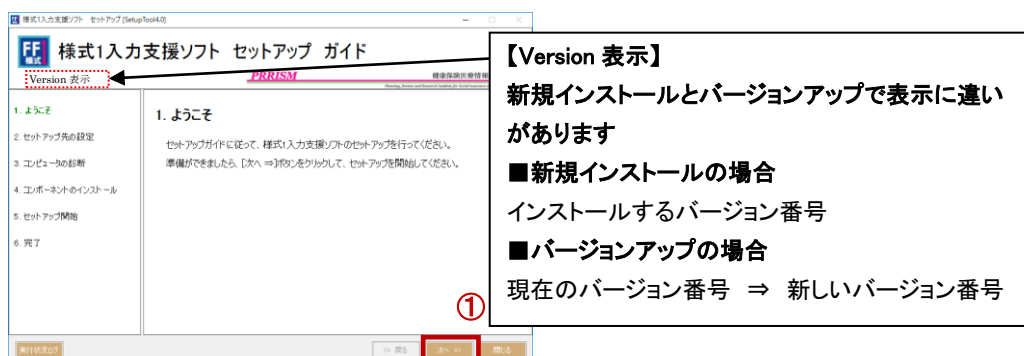 様式1入力支援ソフト セットアップ [SetupTool4.0]
FF
様式
様式1入力支援ソフト セットアップ ガイド
Version 表示
PRRISM
健康保険医療情報
1. ようこそ
2. セットアップ先の設定
3. コンピュータの診断
4. コンポーネントのインストール
5. セットアップ開始
6. 完了
1. ようこそ
セットアップガイドに従って、様式1入力支援ソフトのセットアップを行ってください。
準備ができましたら、[次へ ⇒]ボタンをクリックして、セットアップを開始してください。
①
実行状況ログ
⇐ 戻る
次へ ⇒
閉じる
【Version 表示】
新規インストールとバージョンアップで表示に違い
があります
■新規インストールの場合
インストールするバージョン番号
■バージョンアップの場合
現在のバージョン番号 ⇒ 新しいバージョン番号